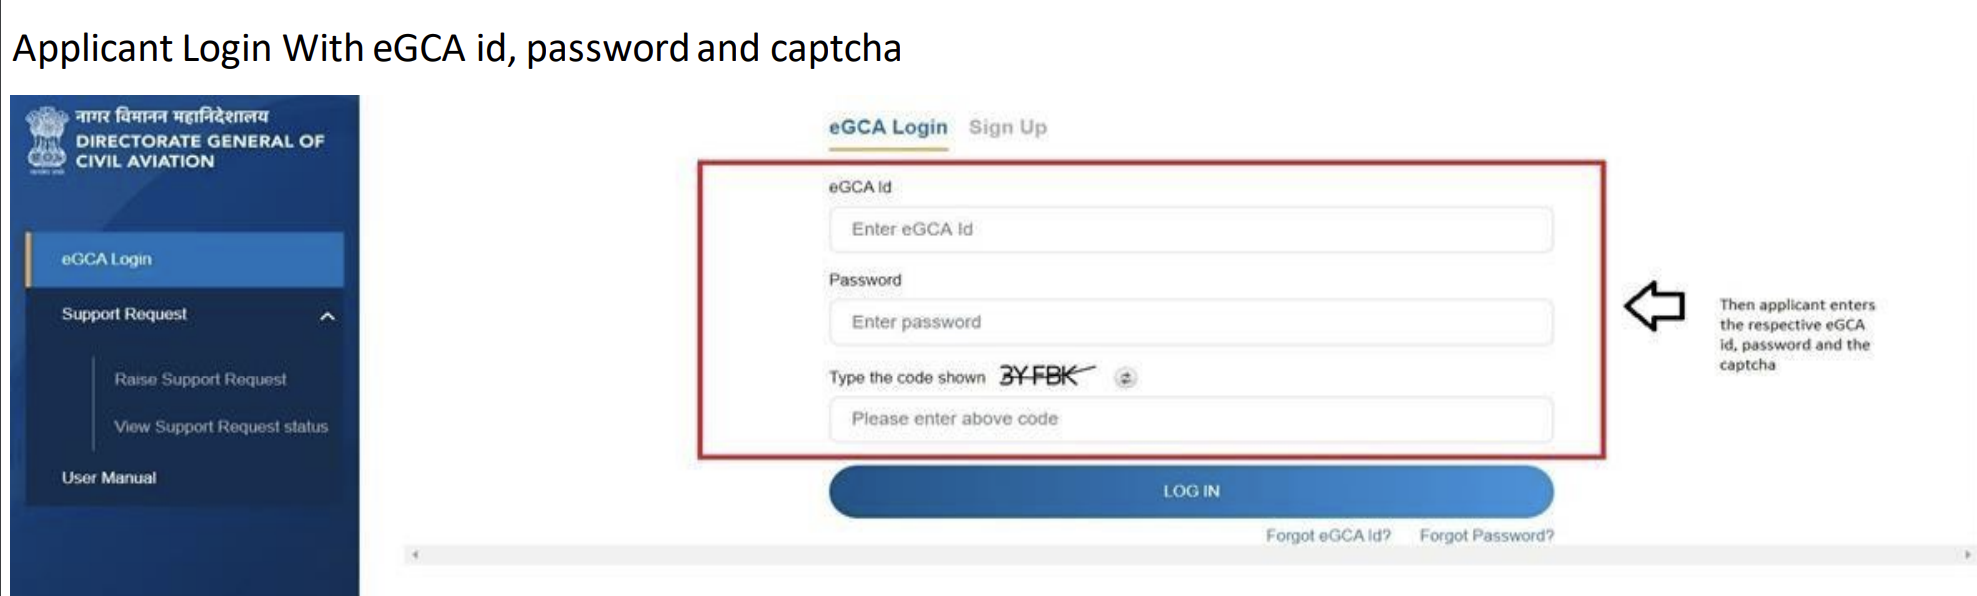 Applicant Login With eGCA id, password and captcha
नागर विमानन महानिदेशालय
DIRECTORATE GENERAL OF
CIVIL AVIATION
eGCA Login
Support Request
Raise Support Request
View Support Request status
User Manual
eGCA Login Sign Up
eGCA Id
Enter eGCA Id
Password
Enter password
Type the code shown 3YFBK
Please enter above code
LOG IN
Forgot eGCA Id? Forgot Password?
Then applicant enters
the respective eGCA
id, password and the
captcha